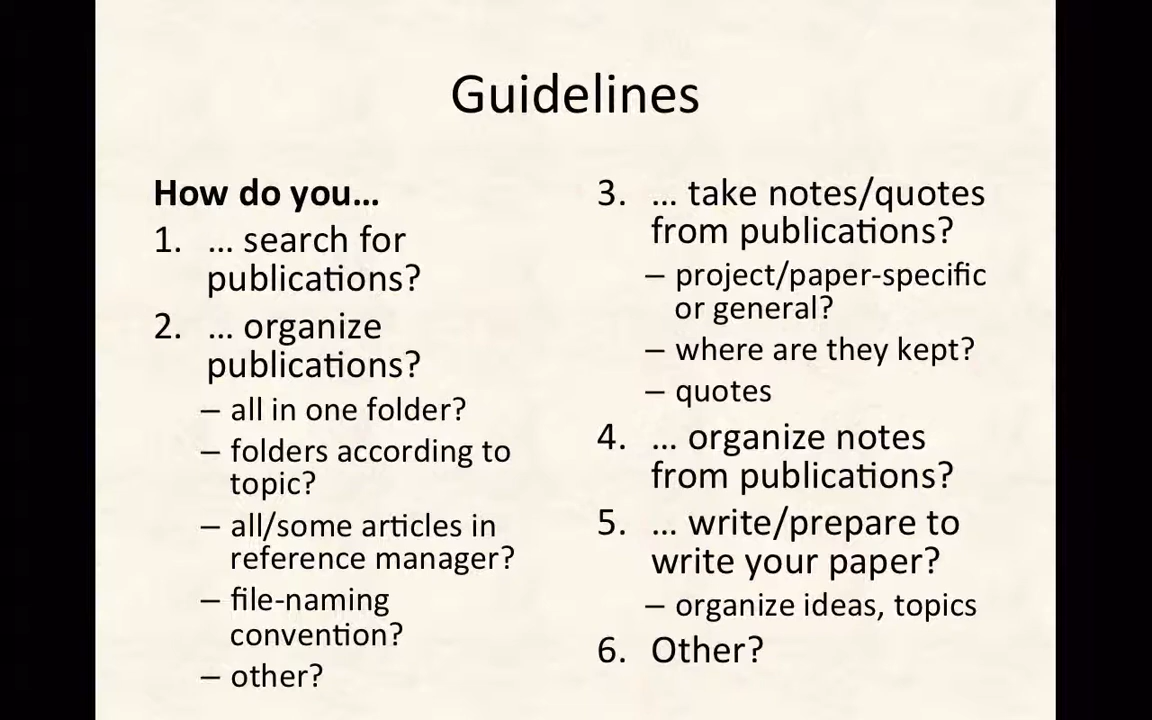 Guidelines
How do you…
1. … search for
publications?
2. … organize
publications?
– all in one folder?
– folders according to
topic?
– all/some articles in
reference manager?
– file-naming
convention?
– other?
3. … take notes/quotes
from publications?
– project/paper-specific
or general?
– where are they kept?
– quotes
4. … organize notes
from publications?
5. … write/prepare to
write your paper?
– organize ideas, topics
6. Other?